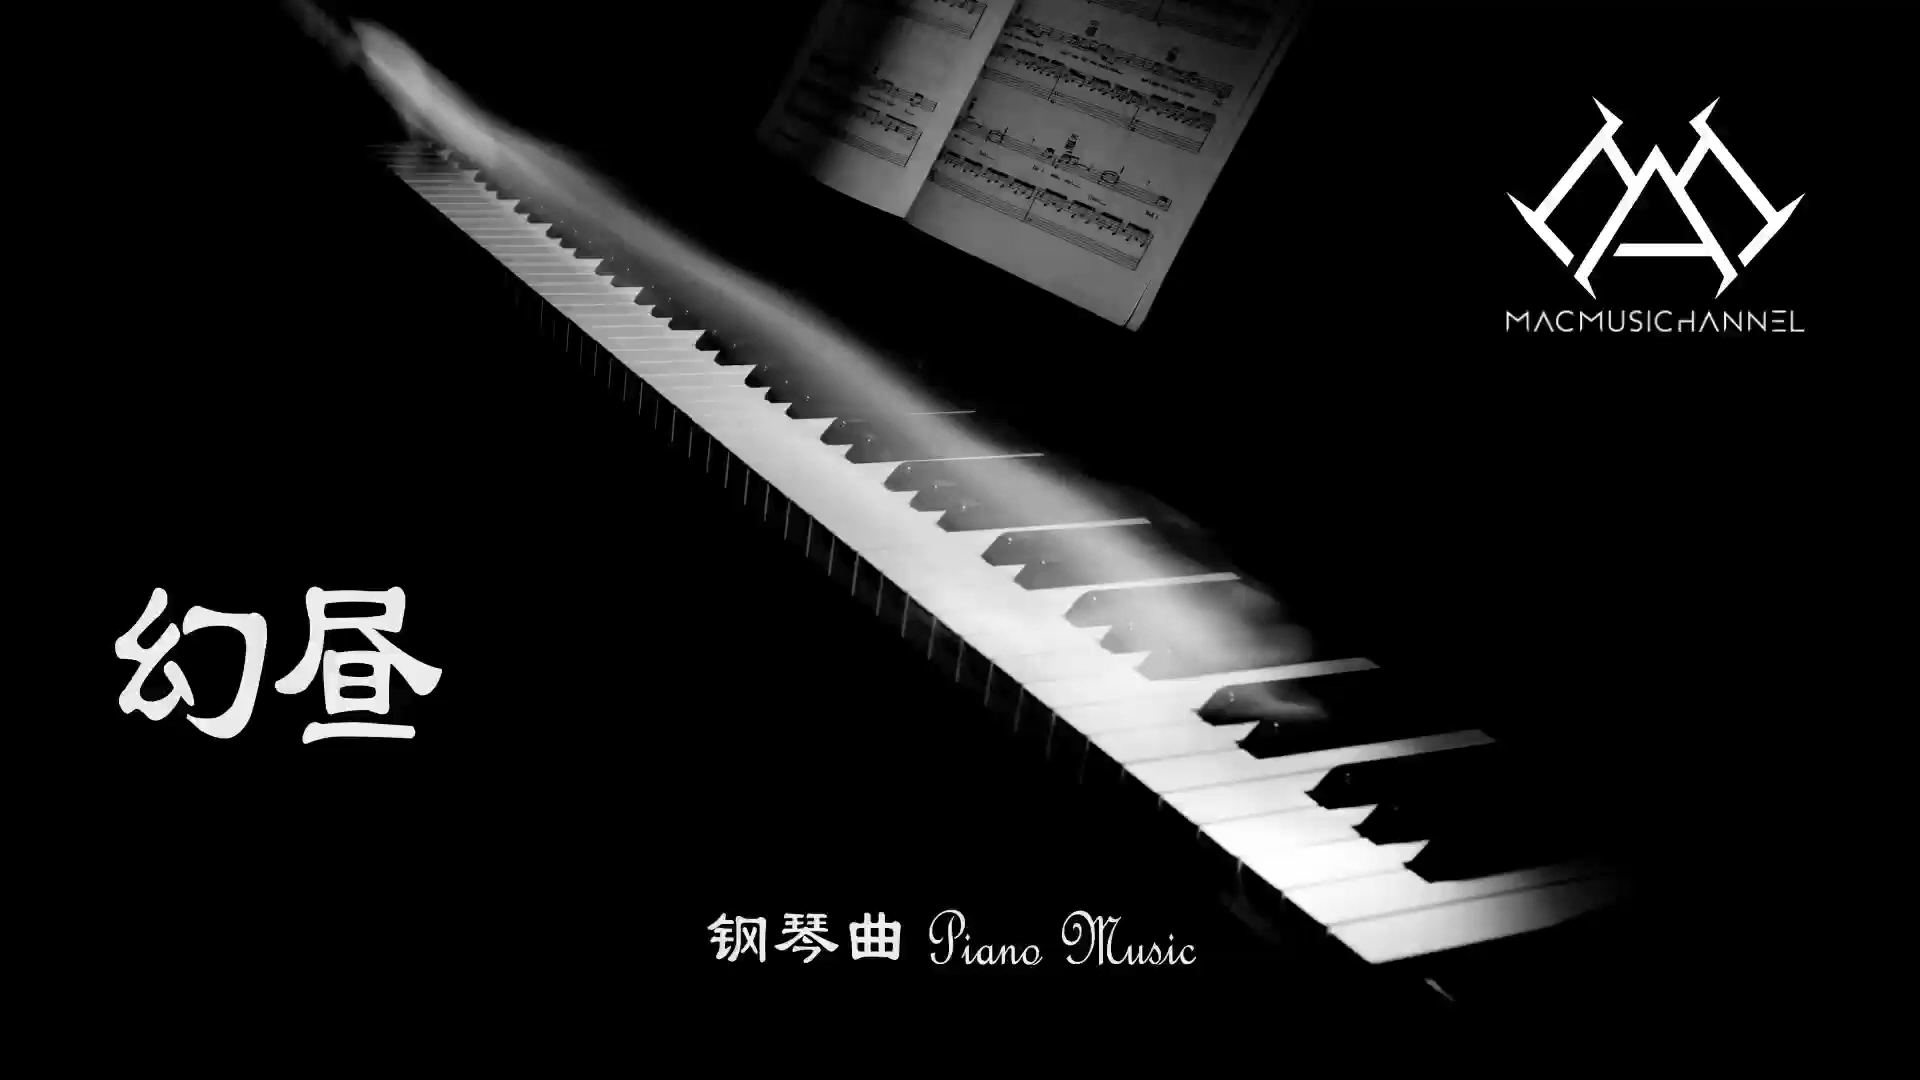 MACMUSICHANNEL
幻昼
钢琴曲 Piano Music